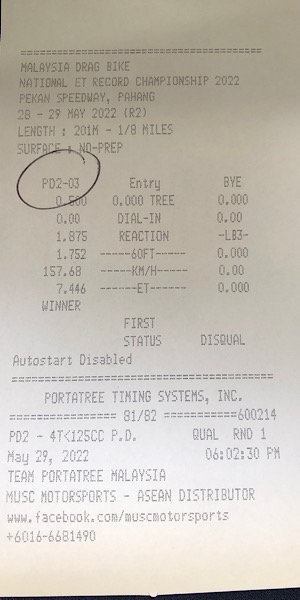 ================================
MALAYSIA DRAG BIKE
NATIONAL ET RECORD CHAMPIONSHIP 2022
PEKAN SPEEDWAY, PAHANG
28 - 29 MAY 2022 (R2)
LENGTH : 201M - 1/8 MILES
SURFACE : NO-PREP
PD2-03 Entry BYE
0.500 0.000 TREE 0.000
0.00 DIAL-IN 0.00
1.875 REACTION -LB3-
1.752 ------60FT----- 0.000
157.68 ------KM/H----- 0.00
7.446 ------ET------- 0.000
WINNER
FIRST
STATUS DISQUAL
Autostart Disabled
================================
PORTATREE TIMING SYSTEMS, INC.
================ 81/82 ===========600214
PD2 - 4T<125CC P.D. QUAL RND 1
May 29, 2022 06:02:30 PM
TEAM PORTATREE MALAYSIA
MUSC MOTORSPORTS - ASEAN DISTRIBUTOR
www.facebook.com/muscmotorsports
+6016-6681490